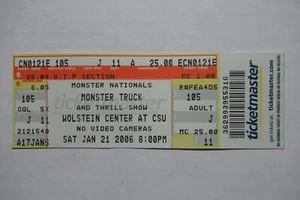 CN0121E 105 J 11 A 25.00 ECN0121E
25.00 V.I.P SECTION FC 1.00
6.05 MONSTER NATIONALS
105 MONSTER TRUCK 105
AND THRILL SHOW ADULT
J 11 WOLSTEIN CENTER AT CSU J
NO VIDEO CAMERAS MC 25.00
A17JAN5 SAT JAN 21 2006 8:00PM 11
ticketmaster
ticketmaster